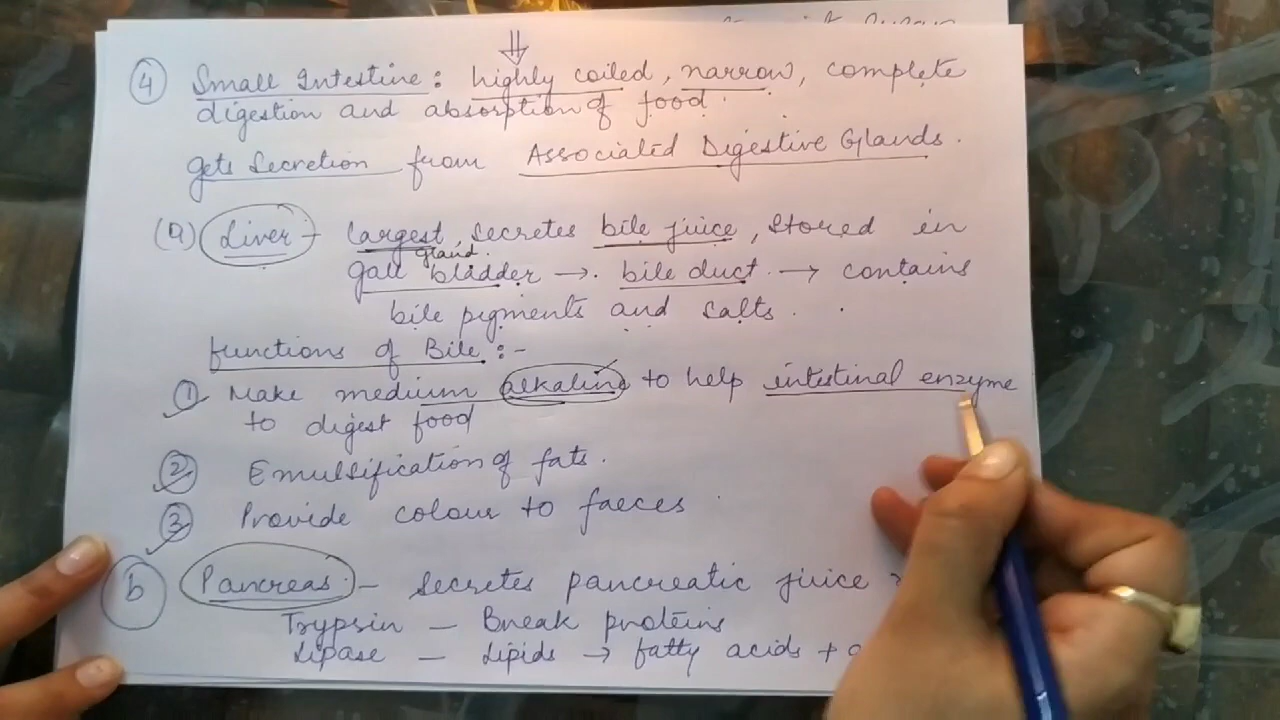 ④ Small Intestine: highly coiled, narrow, complete
digestion and absorption of food.
gets secretion from Associated Digestive Glands.
(a) Liver - Largest gland, secretes bile juice, stored in
gall bladder → bile duct → contains
bile pigments and salts.
functions of Bile :-
① Make medium alkaline to help intestinal enzyme
to digest food
② Emulsification of fats.
③ Provide colour to faeces
b Pancreas - secretes pancreatic juice
Trypsin - Break proteins
Lipase - Lipids → fatty acids +